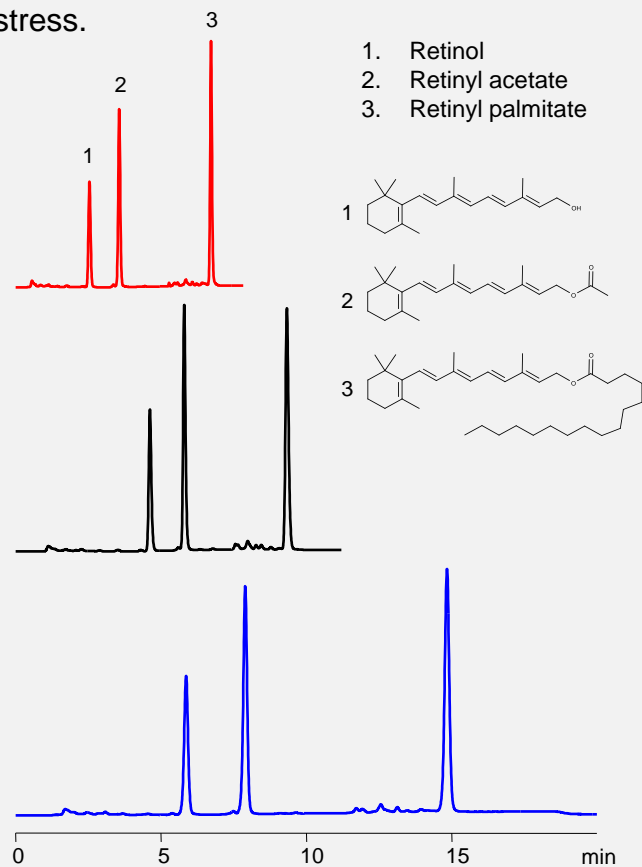 stress.
3
2
1
1. Retinol
2. Retinyl acetate
3. Retinyl palmitate
1
OH
2
O
O
3
O
O
0 5 10 15 min